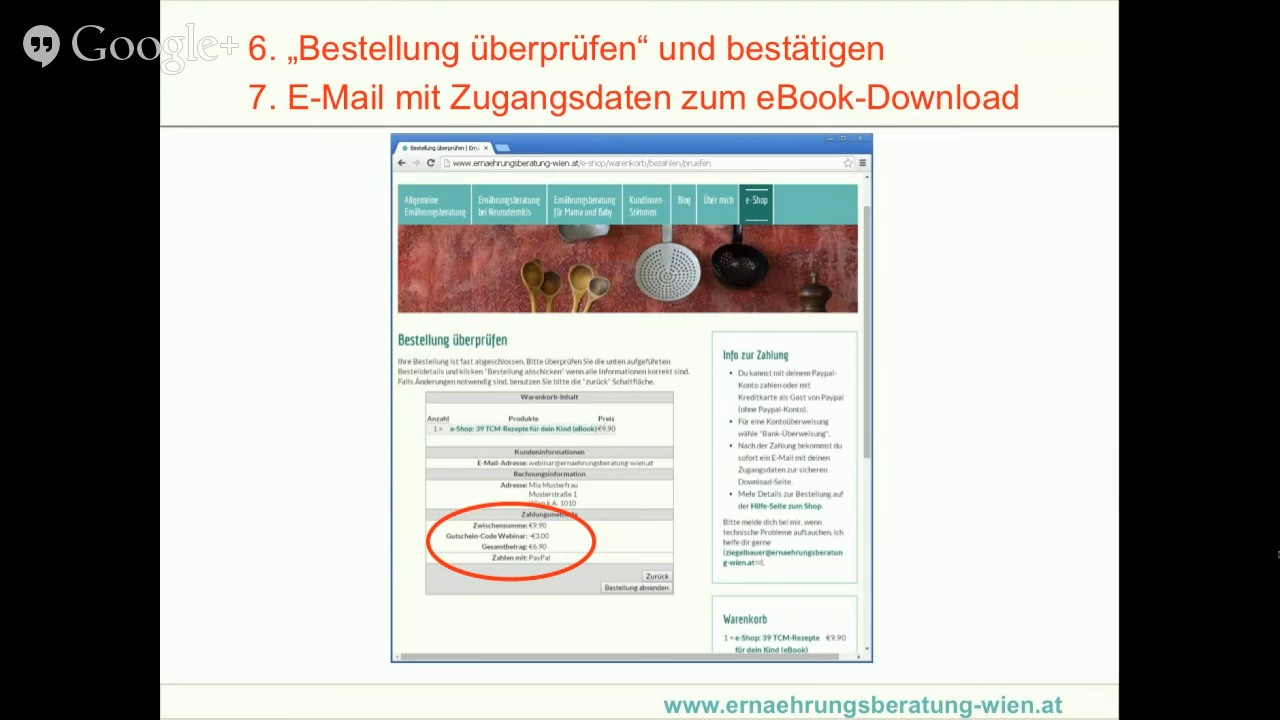 Google+
6. „Bestellung überprüfen“ und bestätigen
7. E-Mail mit Zugangsdaten zum eBook-Download
Bestellung überprüfen | Ern
www.ernaehrungsberatung-wien.at/e-shop/warenkorb/bezahlen/pruefen
Allgemeine
Ernährungsberatung
Ernährungsberatung
bei Neurodermitis
Ernährungsberatung
für Mama und Baby
KundInnen-
Stimmen
Blog
Über mich
e-Shop
Bestellung überprüfen
Ihre Bestellung ist fast abgeschlossen. Bitte überprüfen Sie die unten aufgeführten
Bestelldetails und klicken "Bestellung abschicken" wenn alle Informationen korrekt sind.
Falls Änderungen notwendig sind, benutzen Sie bitte die "zurück" Schaltfläche.
Warenkorb-Inhalt
Anzahl Produkte Preis
1 × e-Shop: 39 TCM-Rezepte für dein Kind (eBook) €9,90
Kundeninformationen
E-Mail-Adresse: webinar@ernaehrungsberatung-wien.at
Rechnungsinformation
Adresse: Mia Musterfrau
Musterstraße 1
Wien k.A. 1010
Zahlungsmethode
Zwischensumme: €9,90
Gutschein-Code Webinar: -€3,00
Gesamtbetrag: €6,90
Zahlen mit: PayPal
Zurück
Bestellung absenden
Info zur Zahlung
• Du kannst mit deinem Paypal-
Konto zahlen oder mit
Kreditkarte als Gast von Paypal
(ohne Paypal-Konto).
• Für eine Kontoüberweisung
wähle "Bank-Überweisung".
• Nach der Zahlung bekommst du
sofort ein E-Mail mit deinen
Zugangsdaten zur sicheren
Download-Seite.
• Mehr Details zur Bestellung auf
der Hilfe-Seite zum Shop.
Bitte melde dich bei mir, wenn
technische Probleme auftauchen, ich
helfe dir gerne
(ziegelbauer@ernaehrungsberatun
g-wien.at).
Warenkorb
1 × e-Shop: 39 TCM-Rezepte €9,90
für dein Kind (eBook)
www.ernaehrungsberatung-wien.at